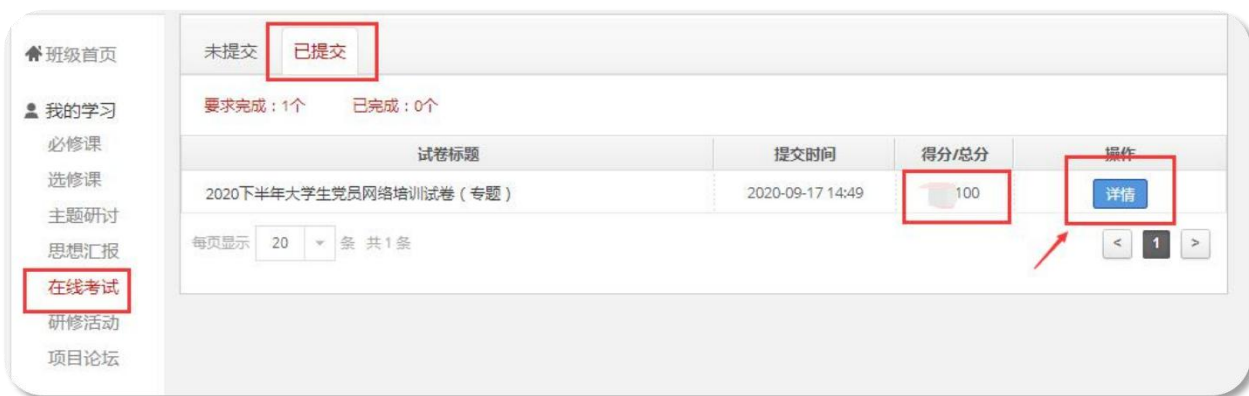 班级首页
我的学习
必修课
选修课
主题研讨
思想汇报
在线考试
研修活动
项目论坛
未提交 已提交
要求完成：1个 已完成：0个
试卷标题 提交时间 得分/总分 操作
2020下半年大学生党员网络培训试卷（专题） 2020-09-17 14:49 100 详情
每页显示 20 条 共1条 < 1 >